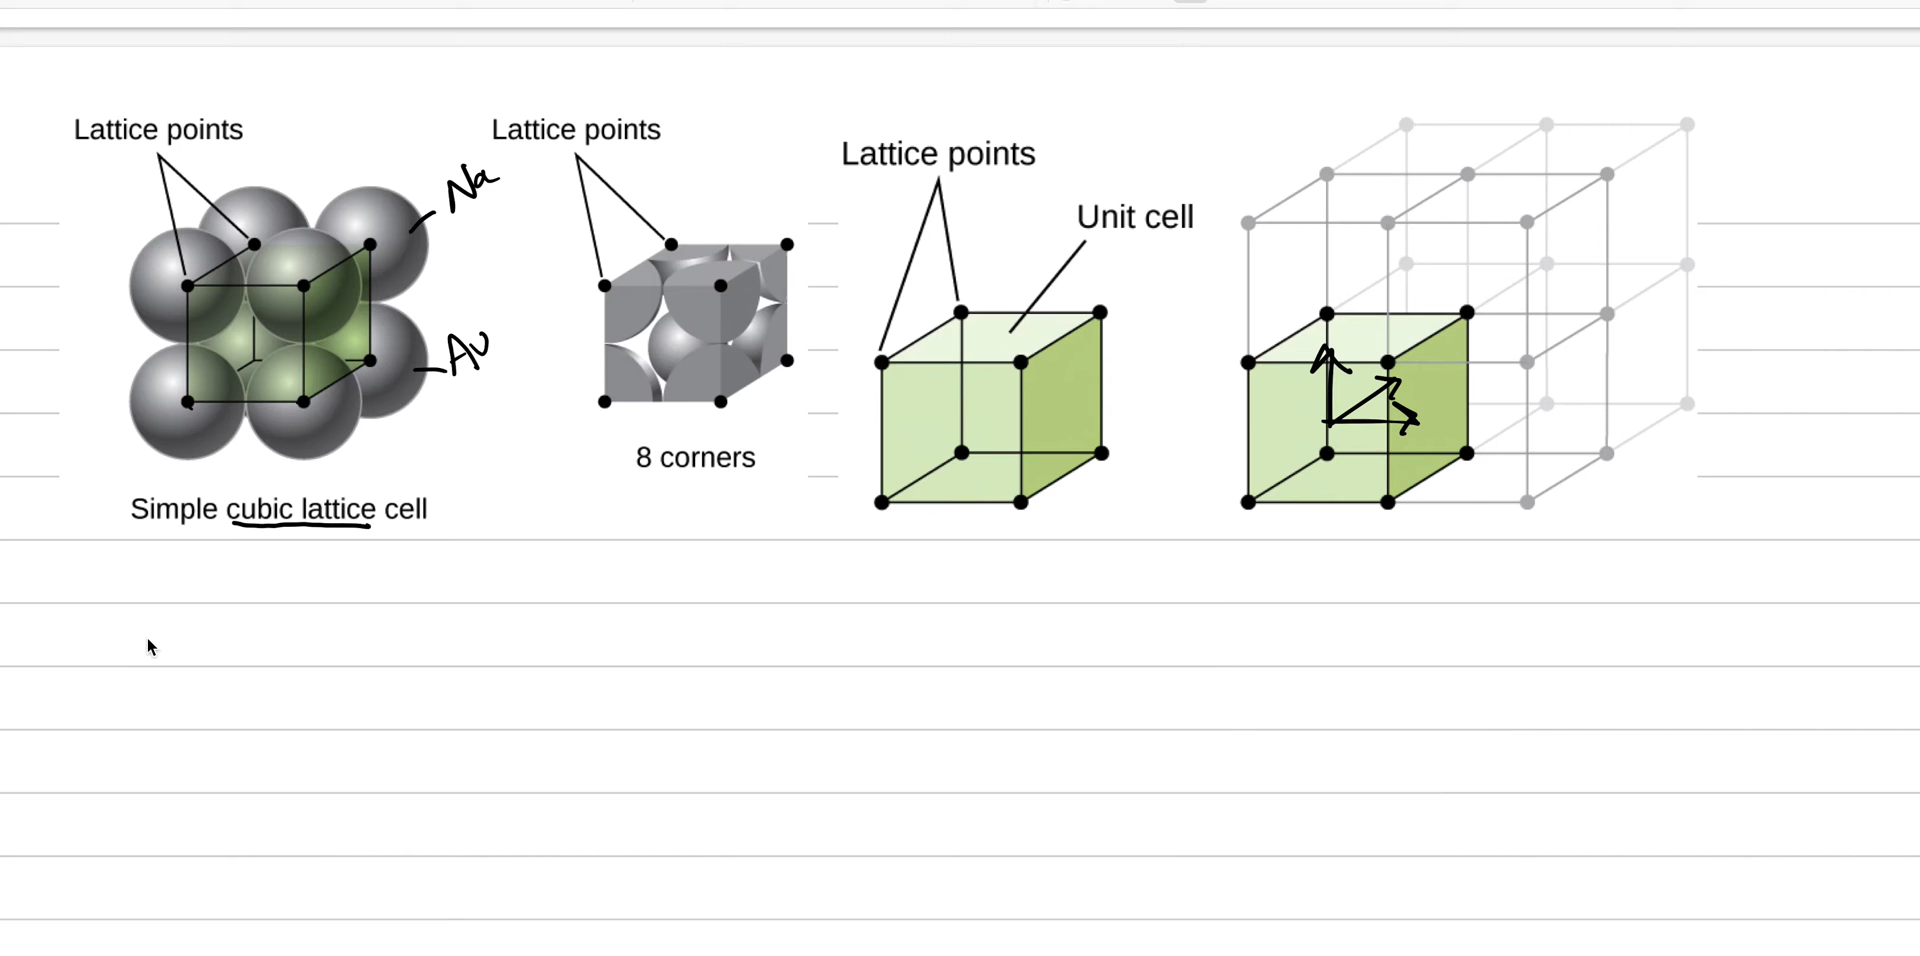 Lattice points
Na
Au
Simple cubic lattice cell
Lattice points
8 corners
Lattice points
Unit cell